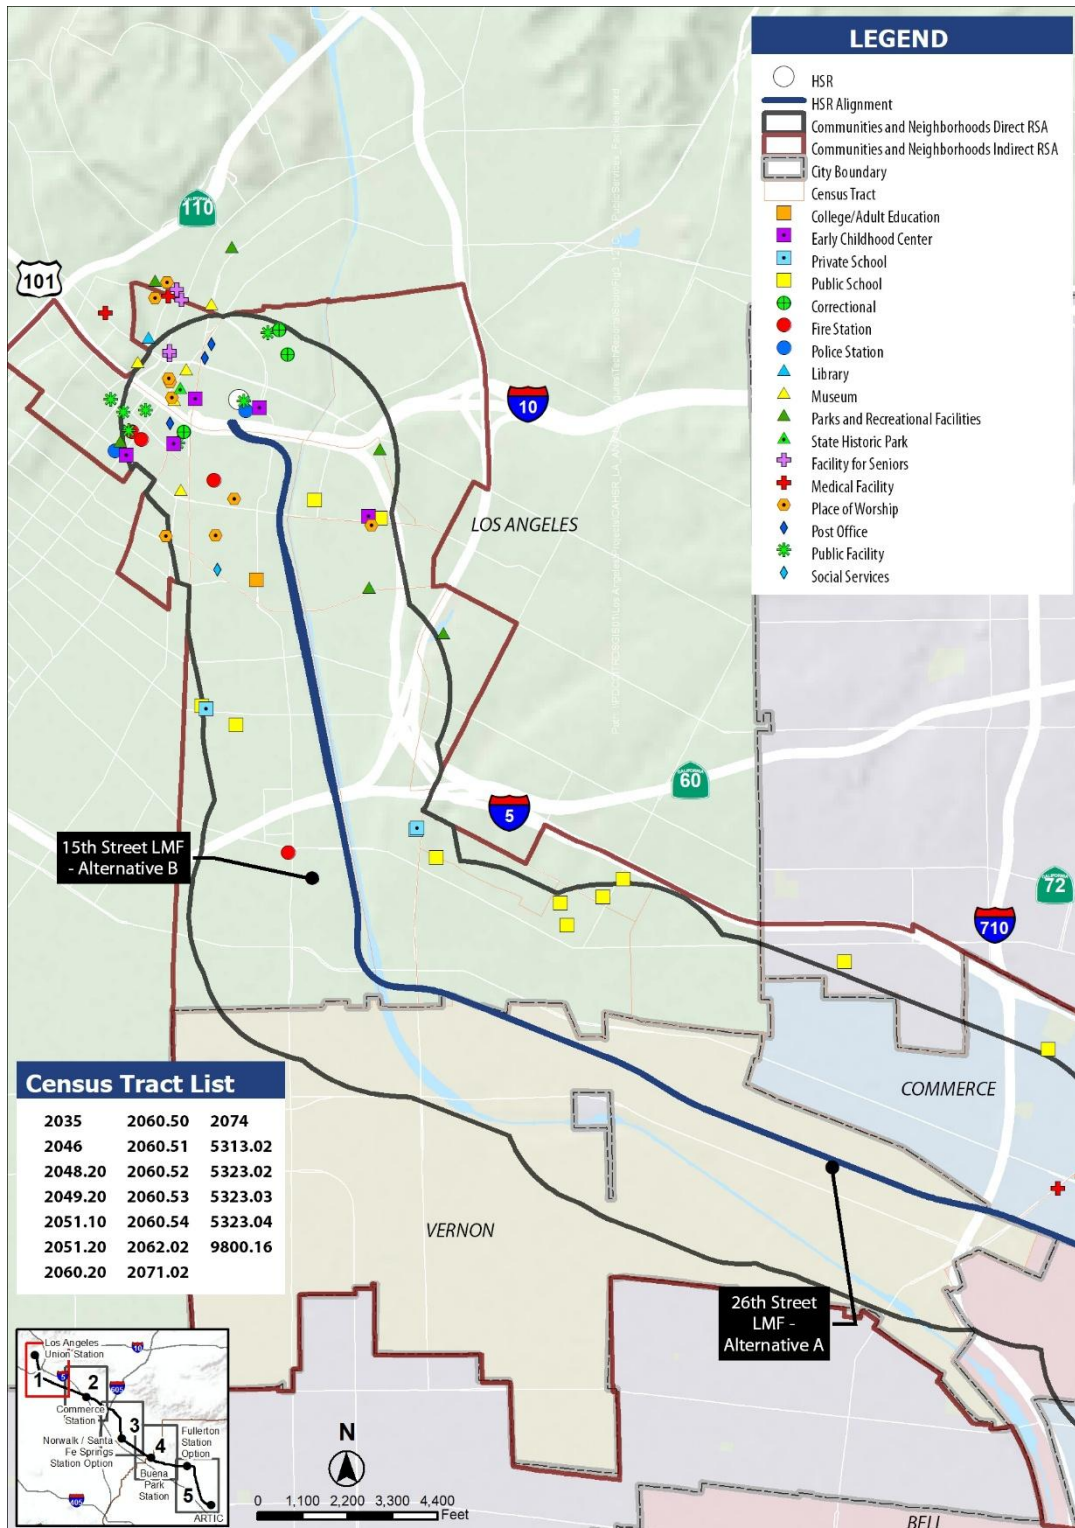 LEGEND
HSR
HSR Alignment
Communities and Neighborhoods Direct RSA
Communities and Neighborhoods Indirect RSA
City Boundary
Census Tract
College/Adult Education
Early Childhood Center
Private School
Public School
Correctional
Fire Station
Police Station
Library
Museum
Parks and Recreational Facilities
State Historic Park
Facility for Seniors
Medical Facility
Place of Worship
Post Office
Public Facility
Social Services
CALIFORNIA
110
101
10
LOS ANGELES
CALIFORNIA
60
5
15th Street LMF
- Alternative B
72
710
COMMERCE
VERNON
26th Street
LMF -
Alternative A
BELL
Census Tract List
2035 2060.50 2074
2046 2060.51 5313.02
2048.20 2060.52 5323.02
2049.20 2060.53 5323.03
2051.10 2060.54 5323.04
2051.20 2062.02 9800.16
2060.20 2071.02
Los Angeles
Union Station
10
5
605
1
2
Commerce
Station
3
Fullerton
Station
Option
Norwalk / Santa
Fe Springs
Station Option
4
Buena
Park
Station
5
405
ARTIC
N
0 1,100 2,200 3,300 4,400
Feet